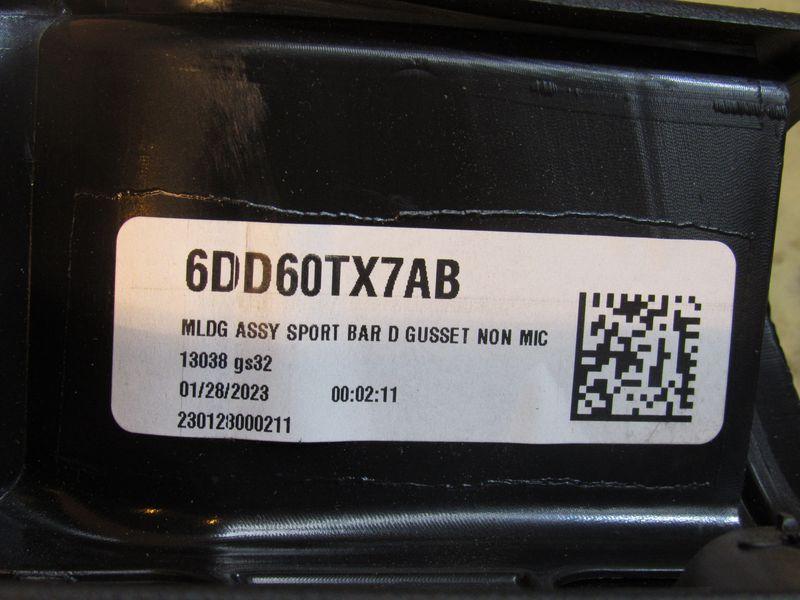 6DD60TX7AB
MLDG ASSY SPORT BAR D GUSSET NON MIC
13038 gs32
01/28/2023 00:02:11
230128000211